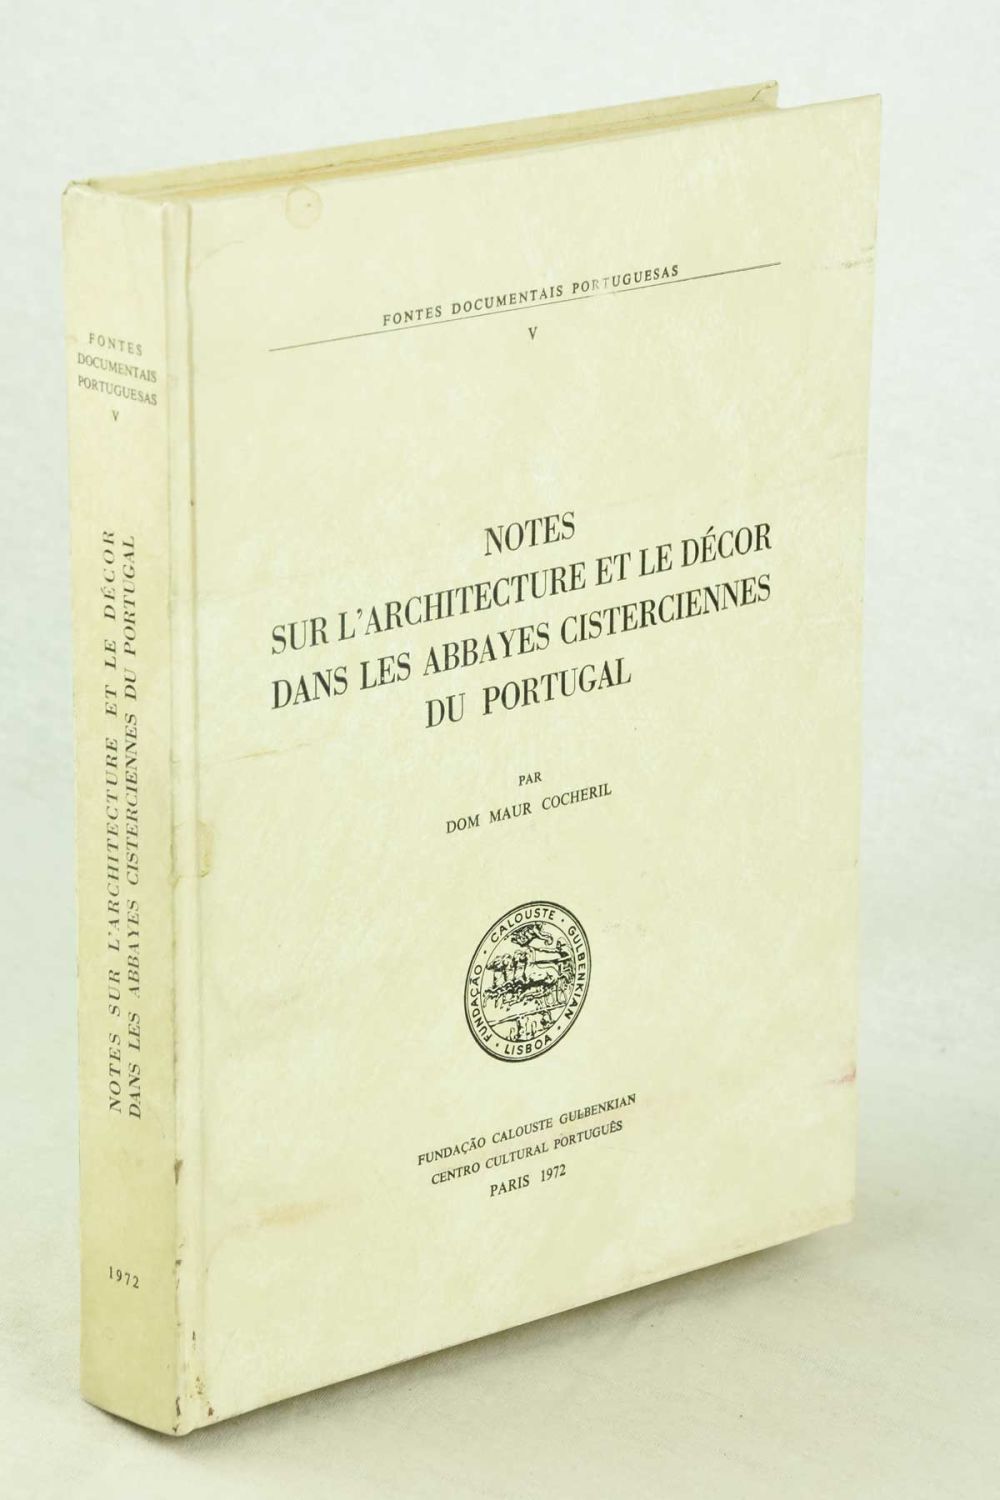 FONTES
DOCUMENTAIS
PORTUGUESAS
V
NOTES SUR L'ARCHITECTURE ET LE DÉCOR
DANS LES ABBAYES CISTERCIENNES DU PORTUGAL
1972
FONTES DOCUMENTAIS PORTUGUESAS
V
NOTES
SUR L'ARCHITECTURE ET LE DÉCOR
DANS LES ABBAYES CISTERCIENNES
DU PORTUGAL
PAR
DOM MAUR COCHERIL
FUNDAÇÃO · CALOUSTE · GULBENKIAN · LISBOA ·
FUNDAÇÃO CALOUSTE GULBENKIAN
CENTRO CULTURAL PORTUGUÊS
PARIS 1972